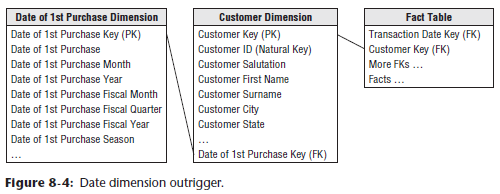 Date of 1st Purchase Dimension
Date of 1st Purchase Key (PK)
Date of 1st Purchase
Date of 1st Purchase Month
Date of 1st Purchase Year
Date of 1st Purchase Fiscal Month
Date of 1st Purchase Fiscal Quarter
Date of 1st Purchase Fiscal Year
Date of 1st Purchase Season
...
Customer Dimension
Customer Key (PK)
Customer ID (Natural Key)
Customer Salutation
Customer First Name
Customer Surname
Customer City
Customer State
...
Date of 1st Purchase Key (FK)
Fact Table
Transaction Date Key (FK)
Customer Key (FK)
More FKs ...
Facts ...
Figure 8-4: Date dimension outrigger.